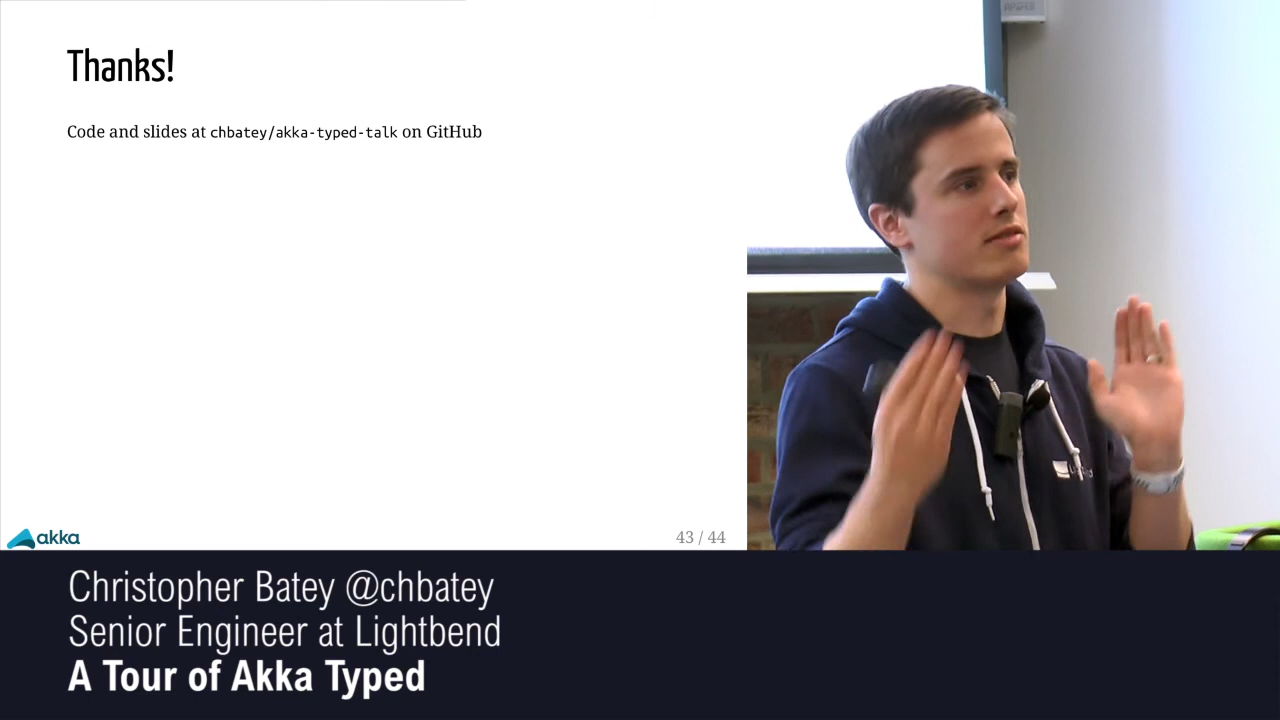 Thanks!
Code and slides at chbatey/akka-typed-talk on GitHub
akka
43 / 44
Christopher Batey @chbatey
Senior Engineer at Lightbend
A Tour of Akka Typed